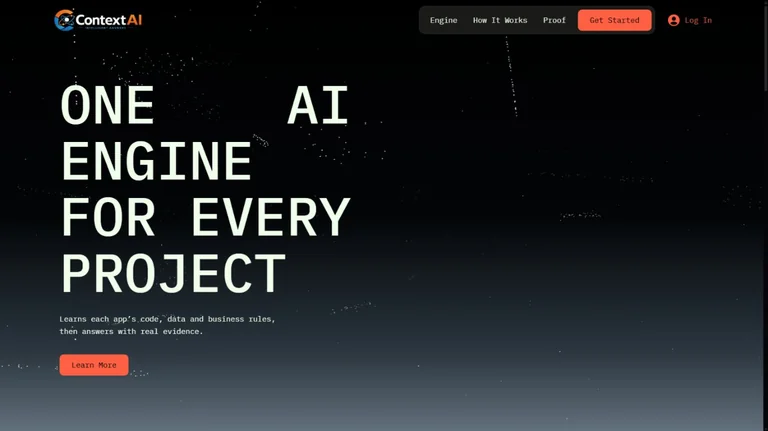 ContextAI
Engine How It Works Proof Get Started Log In
ONE AI
ENGINE
FOR EVERY
PROJECT
Learns each app's code, data and business rules,
then answers with real evidence.
Learn More